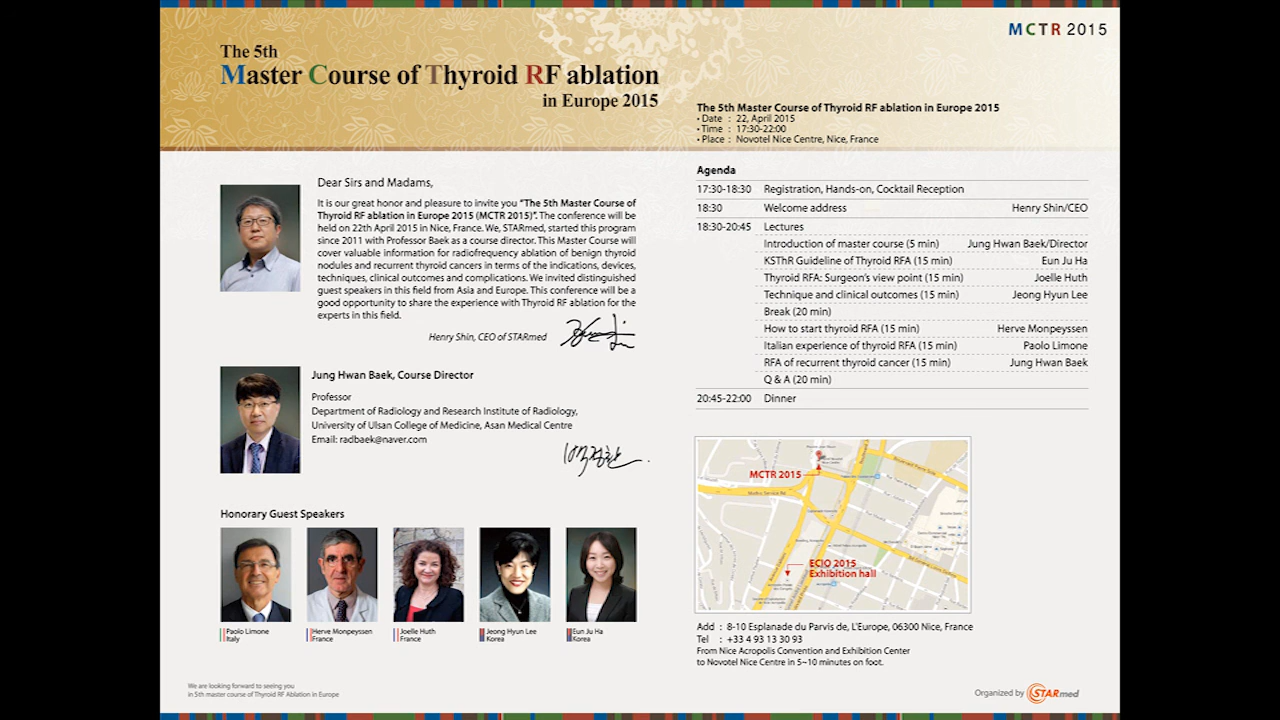 MCTR 2015
The 5th
Master Course of Thyroid RF ablation
in Europe 2015
The 5th Master Course of Thyroid RF ablation in Europe 2015
• Date : 22, April 2015
• Time : 17:30-22:00
• Place : Novotel Nice Centre, Nice, France
Dear Sirs and Madams,
It is our great honor and pleasure to invite you “The 5th Master Course of
Thyroid RF ablation in Europe 2015 (MCTR 2015)”. The conference will be
held on 22th April 2015 in Nice, France. We, STARmed, started this program
since 2011 with Professor Baek as a course director. This Master Course will
cover valuable information for radiofrequency ablation of benign thyroid
nodules and recurrent thyroid cancers in terms of the indications, devices,
techniques, clinical outcomes and complications. We invited distinguished
guest speakers in this field from Asia and Europe. This conference will be a
good opportunity to share the experience with Thyroid RF ablation for the
experts in this field.
Henry Shin, CEO of STARmed
Jung Hwan Baek, Course Director
Professor
Department of Radiology and Research Institute of Radiology,
University of Ulsan College of Medicine, Asan Medical Centre
Email: radbaek@naver.com
Honorary Guest Speakers
Paolo Limone
Italy
Herve Monpeyssen
France
Joelle Huth
France
Jeong Hyun Lee
Korea
Eun Ju Ha
Korea
We are looking forward to seeing you
in 5th master course of Thyroid RF Ablation in Europe
Agenda
17:30-18:30 Registration, Hands-on, Cocktail Reception
18:30 Welcome address Henry Shin/CEO
18:30-20:45 Lectures
Introduction of master course (5 min) Jung Hwan Baek/Director
KSThR Guideline of Thyroid RFA (15 min) Eun Ju Ha
Thyroid RFA: Surgeon's view point (15 min) Joelle Huth
Technique and clinical outcomes (15 min) Jeong Hyun Lee
Break (20 min)
How to start thyroid RFA (15 min) Herve Monpeyssen
Italian experience of thyroid RFA (15 min) Paolo Limone
RFA of recurrent thyroid cancer (15 min) Jung Hwan Baek
Q & A (20 min)
20:45-22:00 Dinner
MCTR 2015
ECIO 2015
Exhibition hall
Add : 8-10 Esplanade du Parvis de, L'Europe, 06300 Nice, France
Tel : +33 4 93 13 30 93
From Nice Acropolis Convention and Exhibition Center
to Novotel Nice Centre in 5~10 minutes on foot.
Organized by STARmed